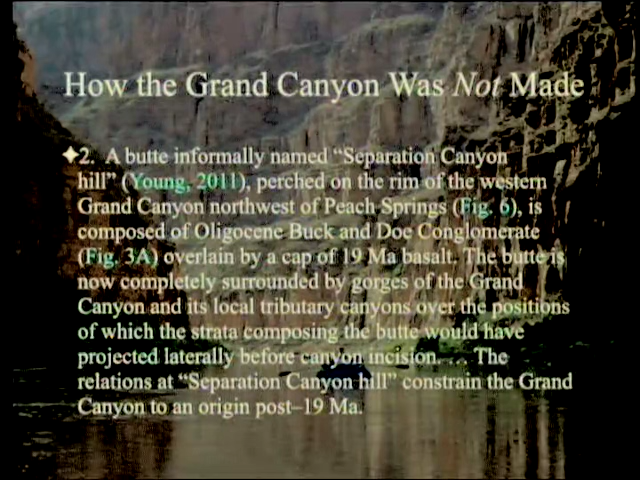 How the Grand Canyon Was Not Made
✦2. A butte informally named “Separation Canyon
hill” (Young, 2011), perched on the rim of the western
Grand Canyon northwest of Peach Springs (Fig. 6), is
composed of Oligocene Buck and Doe Conglomerate
(Fig. 3A) overlain by a cap of 19 Ma basalt. The butte is
now completely surrounded by gorges of the Grand
Canyon and its local tributary canyons over the positions
of which the strata composing the butte would have
projected laterally before canyon incision. … The
relations at “Separation Canyon hill” constrain the Grand
Canyon to an origin post–19 Ma.